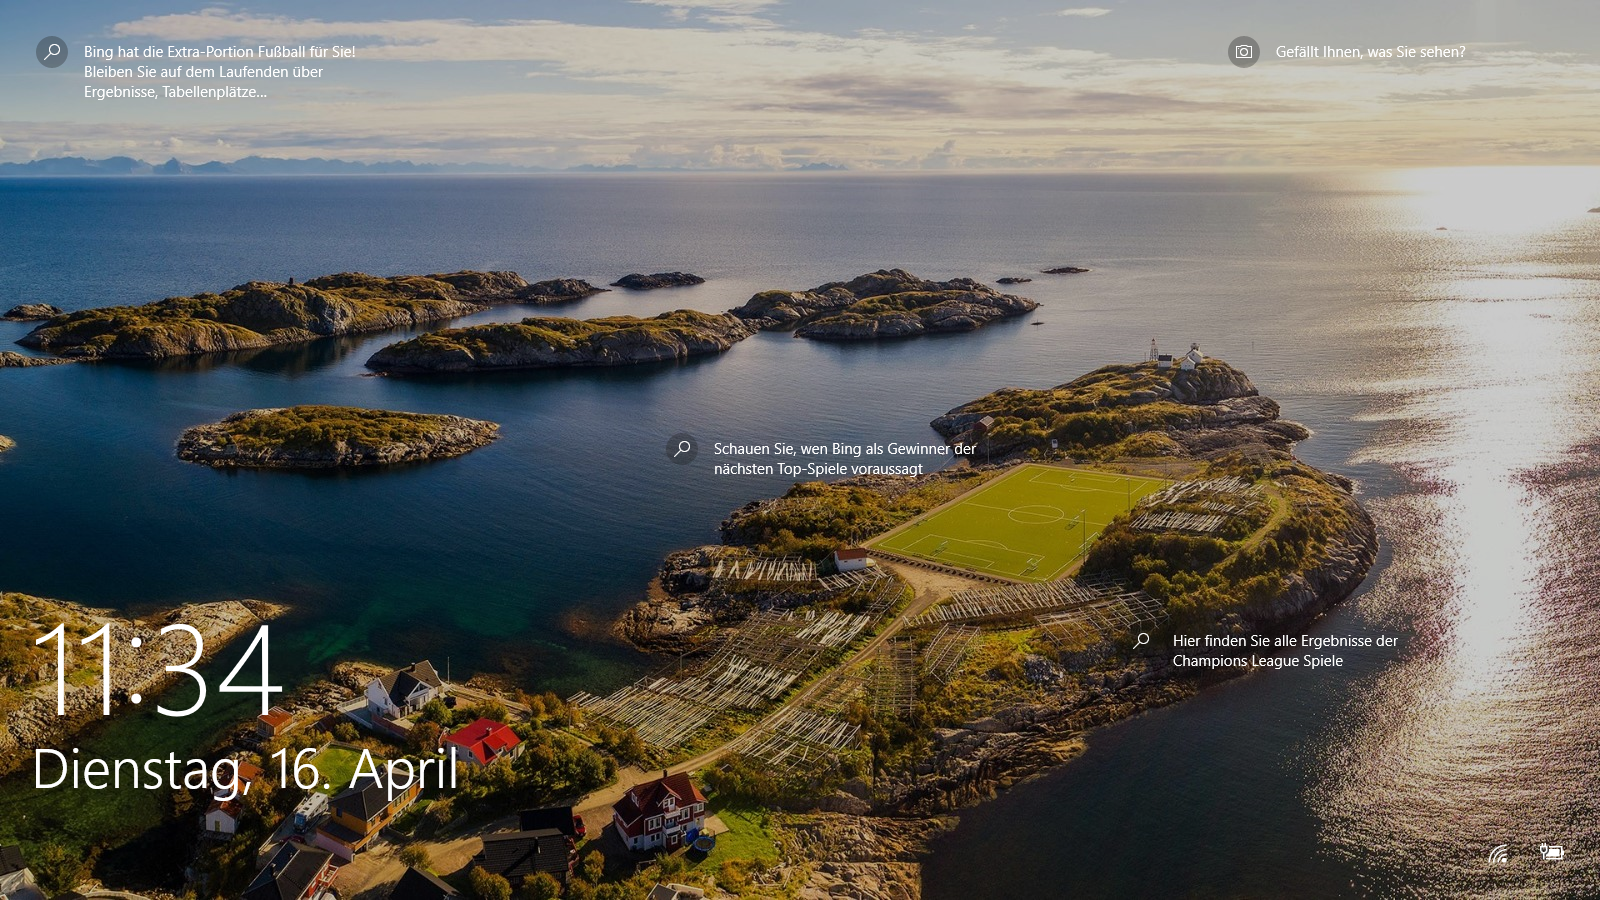 Bing hat die Extra-Portion Fußball für Sie!
Bleiben Sie auf dem Laufenden über
Ergebnisse, Tabellenplätze...
Gefällt Ihnen, was Sie sehen?
Schauen Sie, wen Bing als Gewinner der
nächsten Top-Spiele voraussagt
Hier finden Sie alle Ergebnisse der
Champions League Spiele
11:34
Dienstag, 16. April